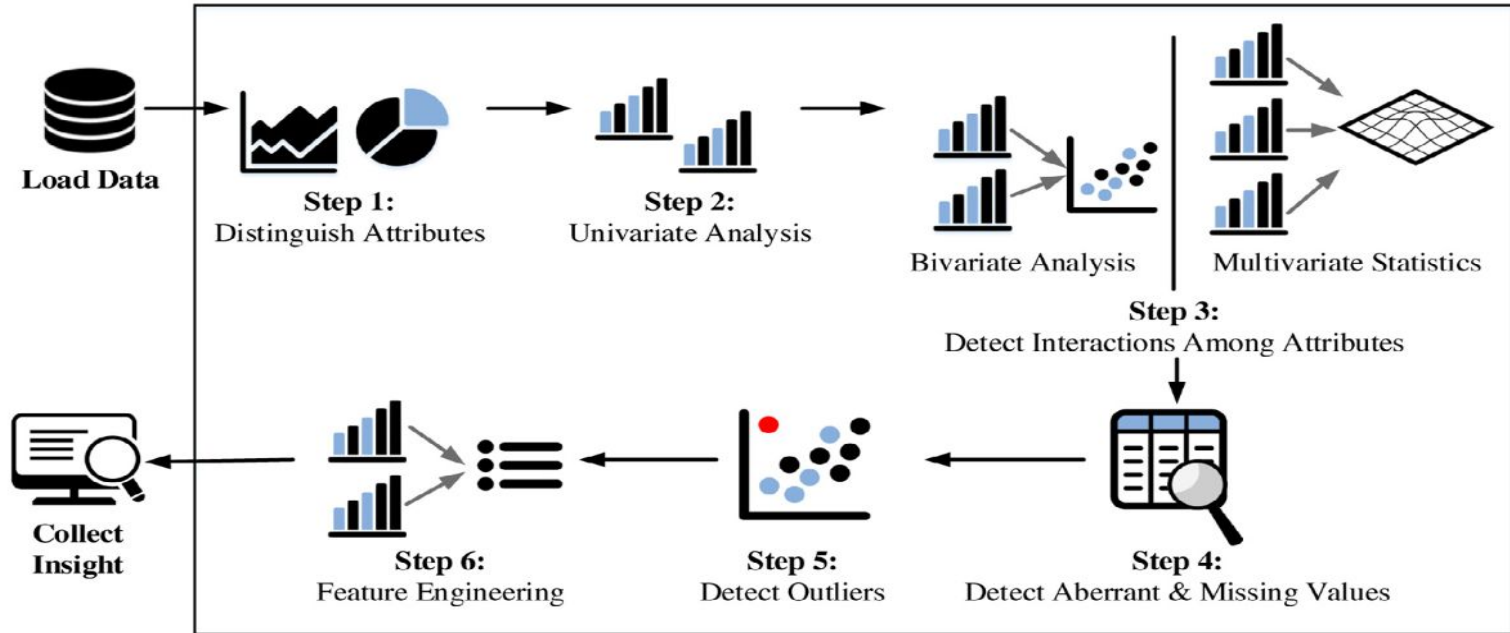 Load Data
Step 1:
Distinguish Attributes
Step 2:
Univariate Analysis
Bivariate Analysis
Multivariate Statistics
Step 3:
Detect Interactions Among Attributes
Step 4:
Detect Aberrant & Missing Values
Step 5:
Detect Outliers
Step 6:
Feature Engineering
Collect
Insight